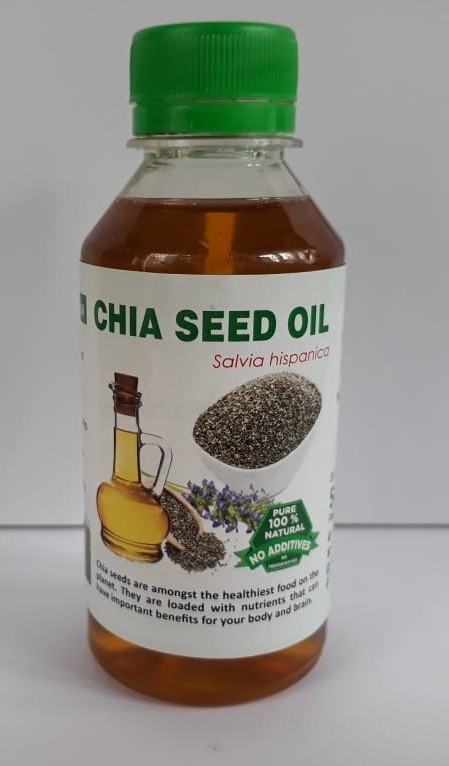 CHIA SEED OIL
Salvia hispanica
PURE
100 %
NATURAL
NO ADDITIVES
Chia seeds are amongst the healthiest food on the
planet. They are loaded with nutrients that can
have important benefits for your body and brain.